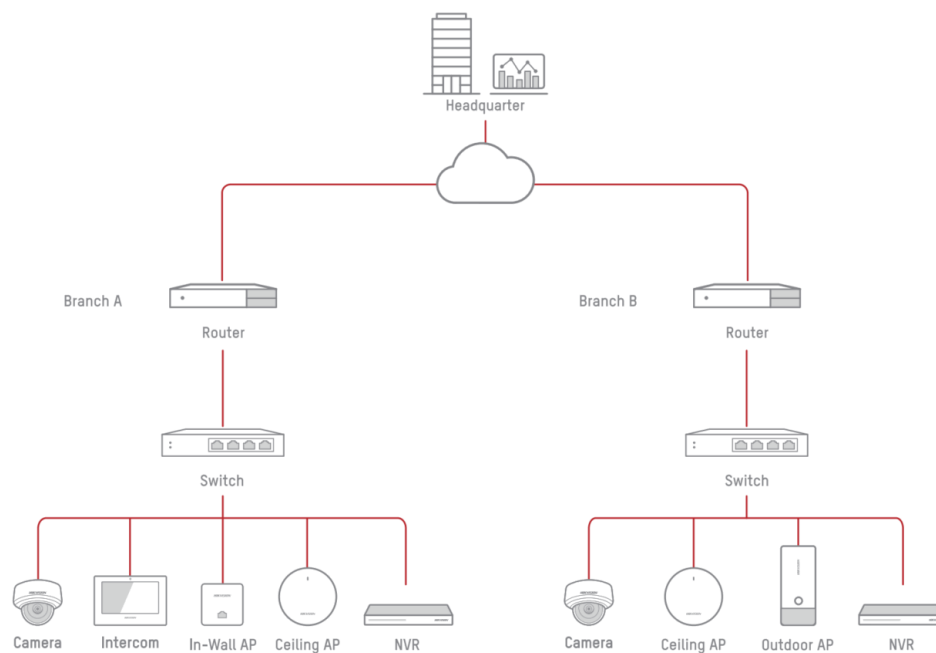 Headquarter
Branch A
Branch B
Router
Router
Switch
Switch
Camera
Intercom
In-Wall AP
Ceiling AP
NVR
Camera
Ceiling AP
Outdoor AP
NVR